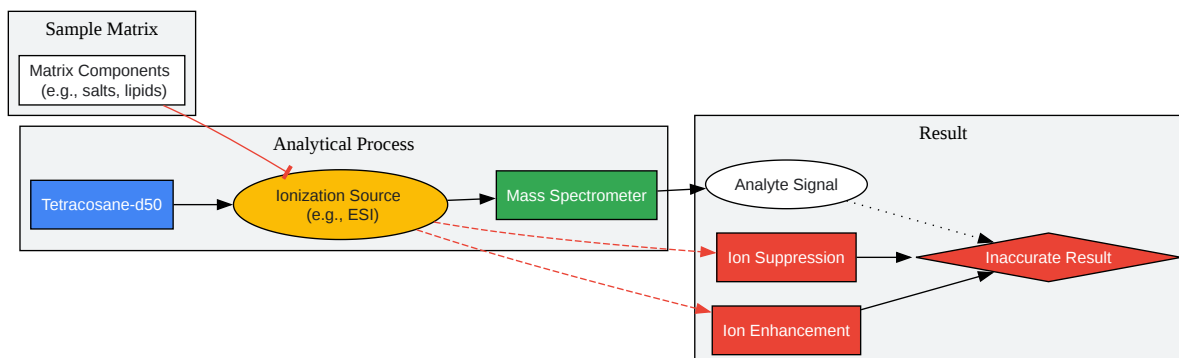 Sample Matrix
Matrix Components
(e.g., salts, lipids)
Analytical Process
Tetracosane-d50
Ionization Source
(e.g., ESI)
Mass Spectrometer
Result
Analyte Signal
Ion Suppression
Inaccurate Result
Ion Enhancement